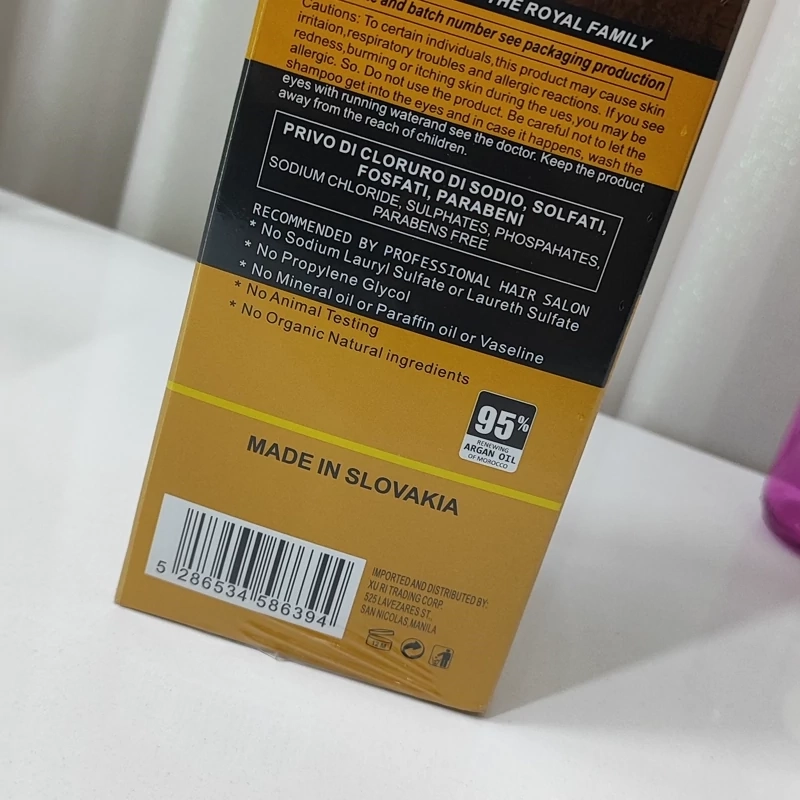 THE ROYAL FAMILY
and batch number see packaging production
Cautions: To certain individuals,this product may cause skin
irritaion,respiratory troubles and allergic reactions. If you see
redness,burming or itching skin during the ues,you may be
allergic. So. Do not use the product. Be careful not to let the
shampoo get into the eyes and in case it happens, wash the
eyes with running waterand see the doctor. Keep the product
away from the reach of children.
PRIVO DI CLORURO DI SODIO, SOLFATI,
FOSFATI, PARABENI
SODIUM CHLORIDE, SULPHATES, PHOSPAHATES,
PARABENS FREE
RECOMMENDED BY PROFESSIONAL HAIR SALON
* No Sodium Lauryl Sulfate or Laureth Sulfate
* No Propylene Glycol
* No Mineral oil or Paraffin oil or Vaseline
* No Animal Testing
* No Organic Natural ingredients
95%
RENEWING
ARGAN OIL
OF MOROCCO
MADE IN SLOVAKIA
5 286534 586394
IMPORTED AND DISTRIBUTED BY:
XU RI TRADING CORP.
525 LAVEZARES ST.,
SAN NICOLAS, MANILA
12 M